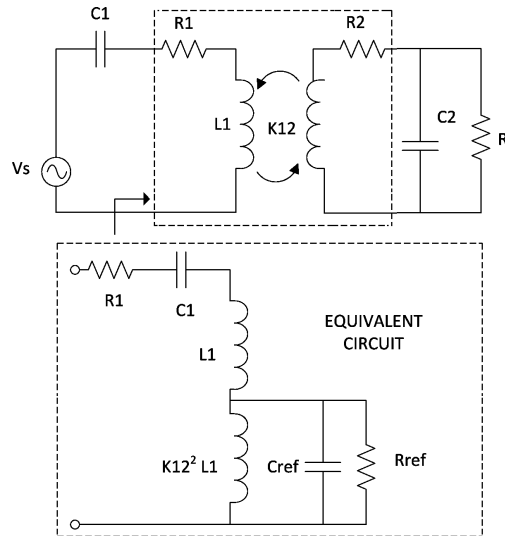 C1
R1
R2
L1
K12
C2
R
Vs
R1
C1
L1
EQUIVALENT
CIRCUIT
K12² L1
Cref
Rref